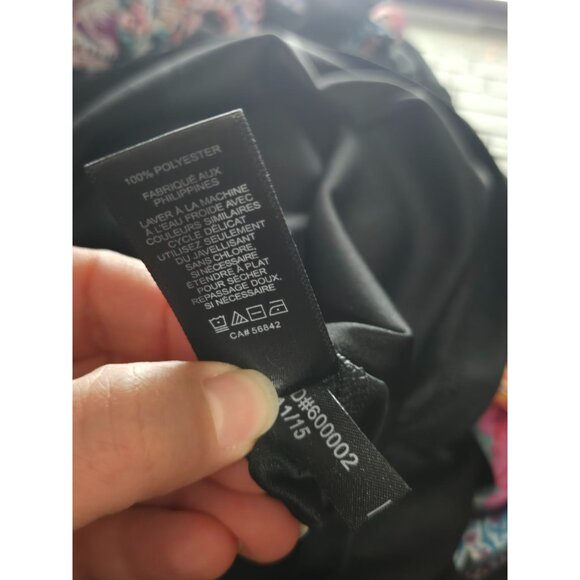 100% POLYESTER
FABRIQUÉ AUX
PHILIPPINES
LAVER À LA MACHINE
À L'EAU FROIDE AVEC
COULEURS SIMILAIRES
CYCLE DÉLICAT
UTILISEZ SEULEMENT
DU JAVELLISANT
SANS CHLORE
SI NÉCESSAIRE
ÉTENDRE À PLAT
POUR SÉCHER
REPASSAGE DOUX.
SI NÉCESSAIRE
CA# 56842
D#600002
11/15